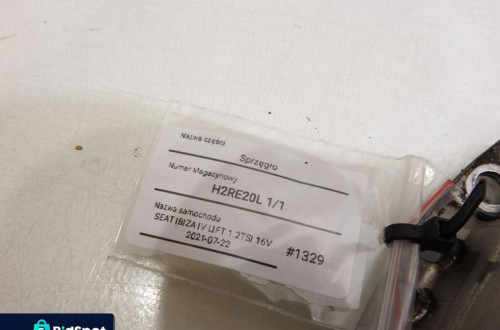 Nazwa części
Sprzęgło
Numer Magazynowy
H2RE20L 1/1
Nazwa samochodu
SEAT IBIZA IV LIFT 1.2TSI 16V
2021-07-22
#1329
BidSpot